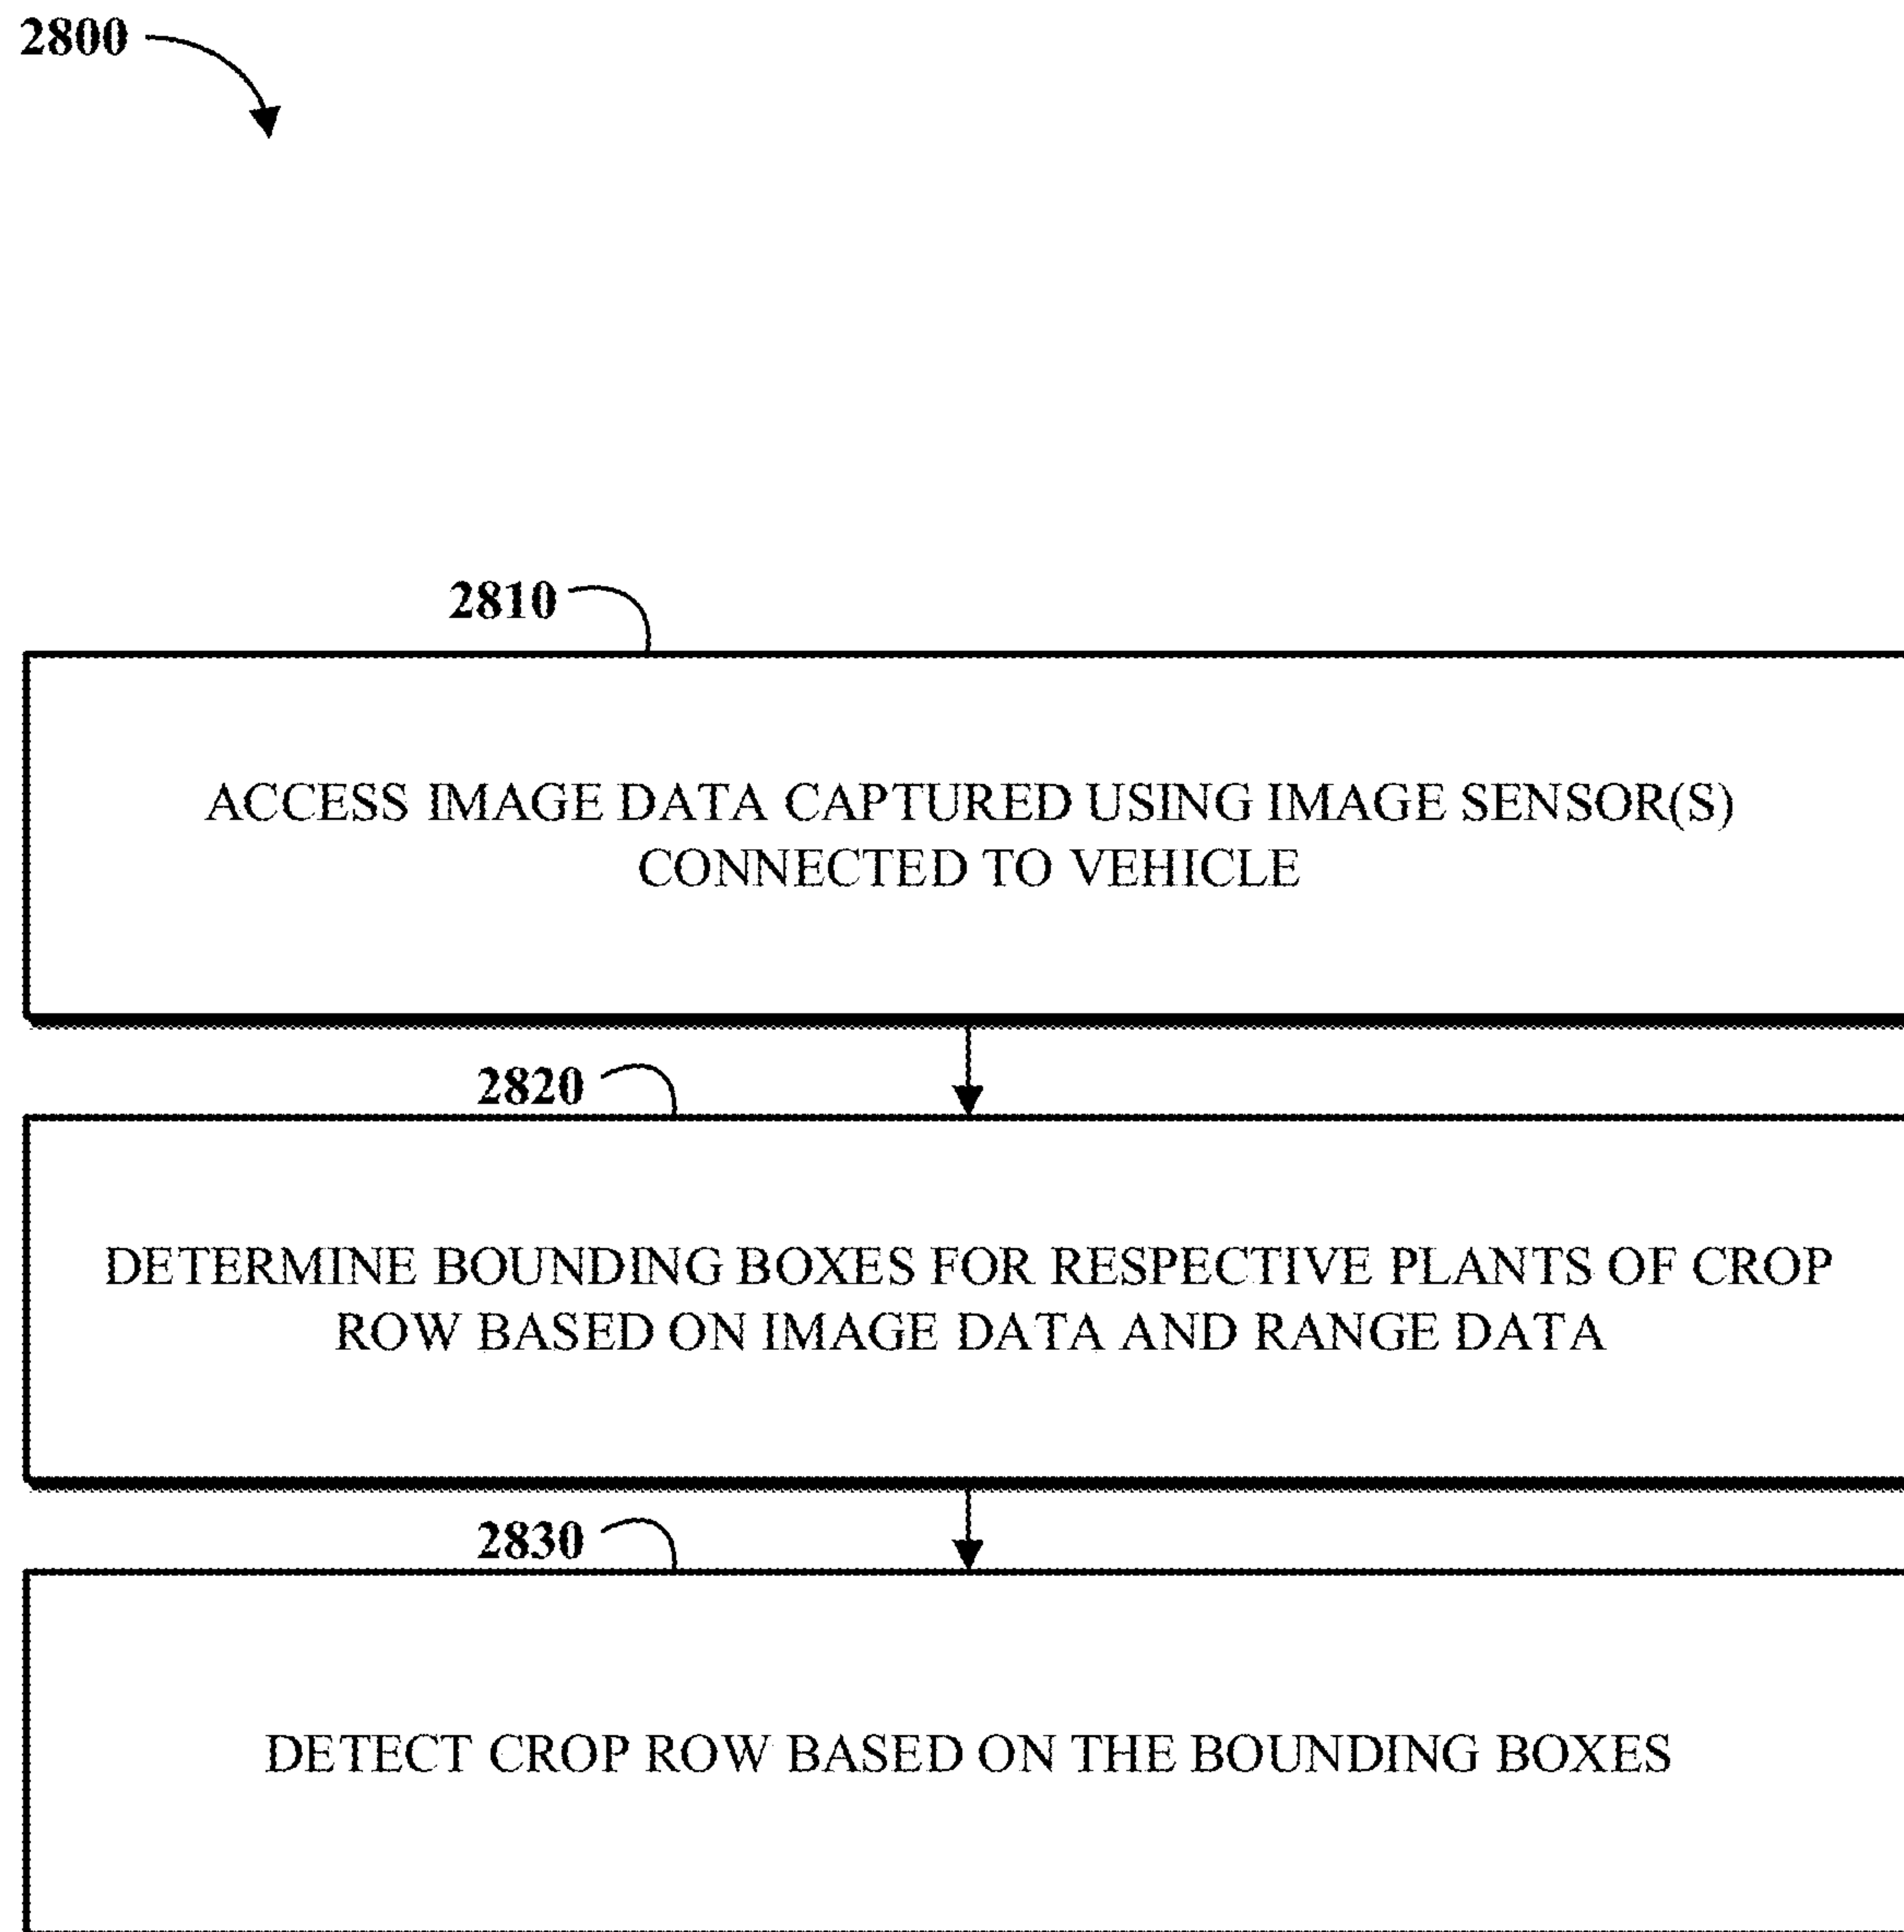 2800
2810
ACCESS IMAGE DATA CAPTURED USING IMAGE SENSOR(S)
CONNECTED TO VEHICLE
2820
DETERMINE BOUNDING BOXES FOR RESPECTIVE PLANTS OF CROP
ROW BASED ON IMAGE DATA AND RANGE DATA
2830
DETECT CROP ROW BASED ON THE BOUNDING BOXES